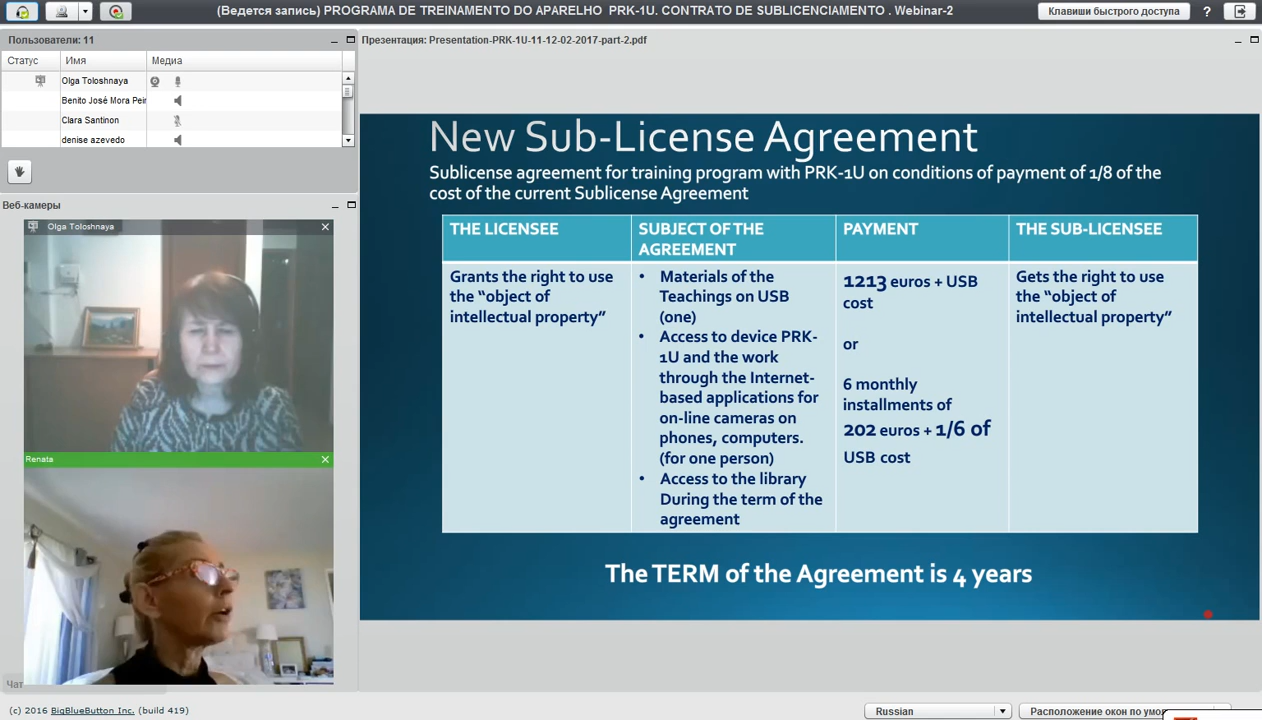 (Ведется запись) PROGRAMA DE TREINAMENTO DO APARELHO PRK-1U. CONTRATO DE SUBLICENCIAMENTO . Webinar-2
Клавиши быстрого доступа
?
Пользователи: 11
Статус Имя Медиа
Olga Toloshnaya
Benito José Mora Peir
Clara Santinon
denise azevedo
Веб-камеры
Olga Toloshnaya
Renata
Чат
Презентация: Presentation-PRK-1U-11-12-02-2017-part-2.pdf
New Sub-License Agreement
Sublicense agreement for training program with PRK-1U on conditions of payment of 1/8 of the
cost of the current Sublicense Agreement
THE LICENSEE
Grants the right to use
the “object of
intellectual property”
SUBJECT OF THE
AGREEMENT
• Materials of the
Teachings on USB
(one)
• Access to device PRK-
1U and the work
through the Internet-
based applications for
on-line cameras on
phones, computers.
(for one person)
• Access to the library
During the term of the
agreement
PAYMENT
1213 euros + USB
cost
or
6 monthly
installments of
202 euros + 1/6 of
USB cost
THE SUB-LICENSEE
Gets the right to use
the “object of
intellectual property”
The TERM of the Agreement is 4 years
(c) 2016 BigBlueButton Inc. (build 419)
Russian
Расположение окон по